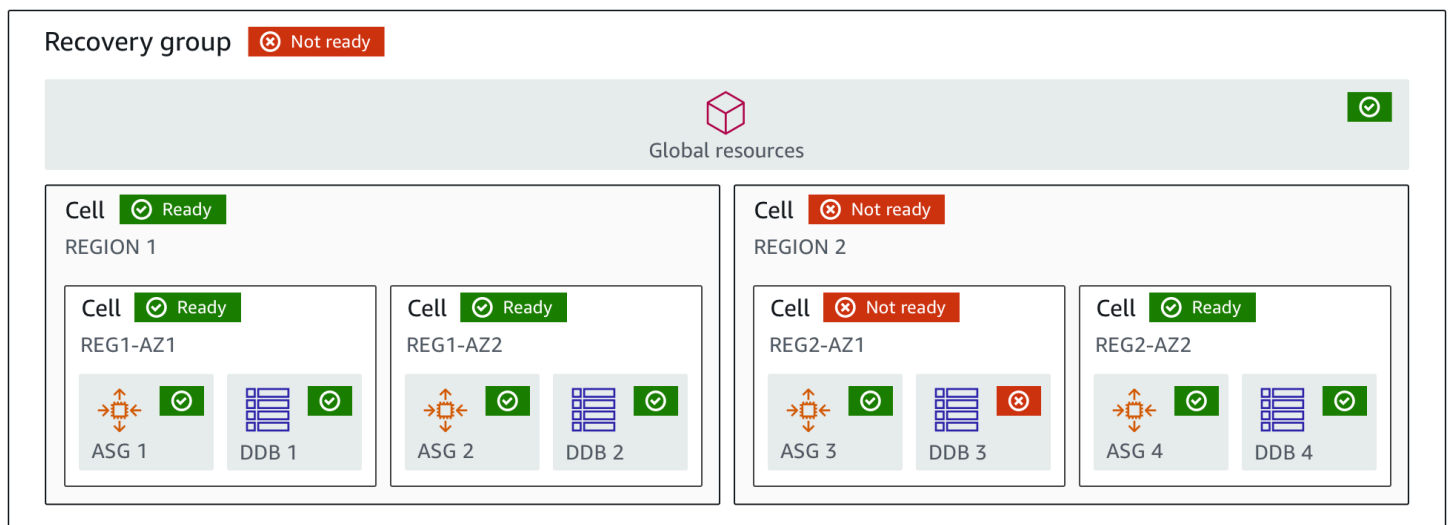 Recovery group Not ready
Global resources
Cell Ready
REGION 1
Cell Ready
REG1-AZ1
ASG 1
DDB 1
Cell Ready
REG1-AZ2
ASG 2
DDB 2
Cell Not ready
REGION 2
Cell Not ready
REG2-AZ1
ASG 3
DDB 3
Cell Ready
REG2-AZ2
ASG 4
DDB 4